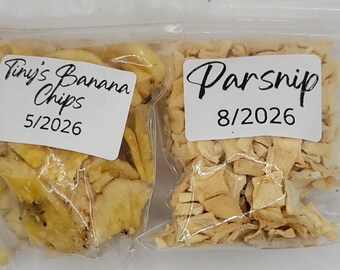 Tiny's Banana
Chips
5/2026
Parsnip
8/2026